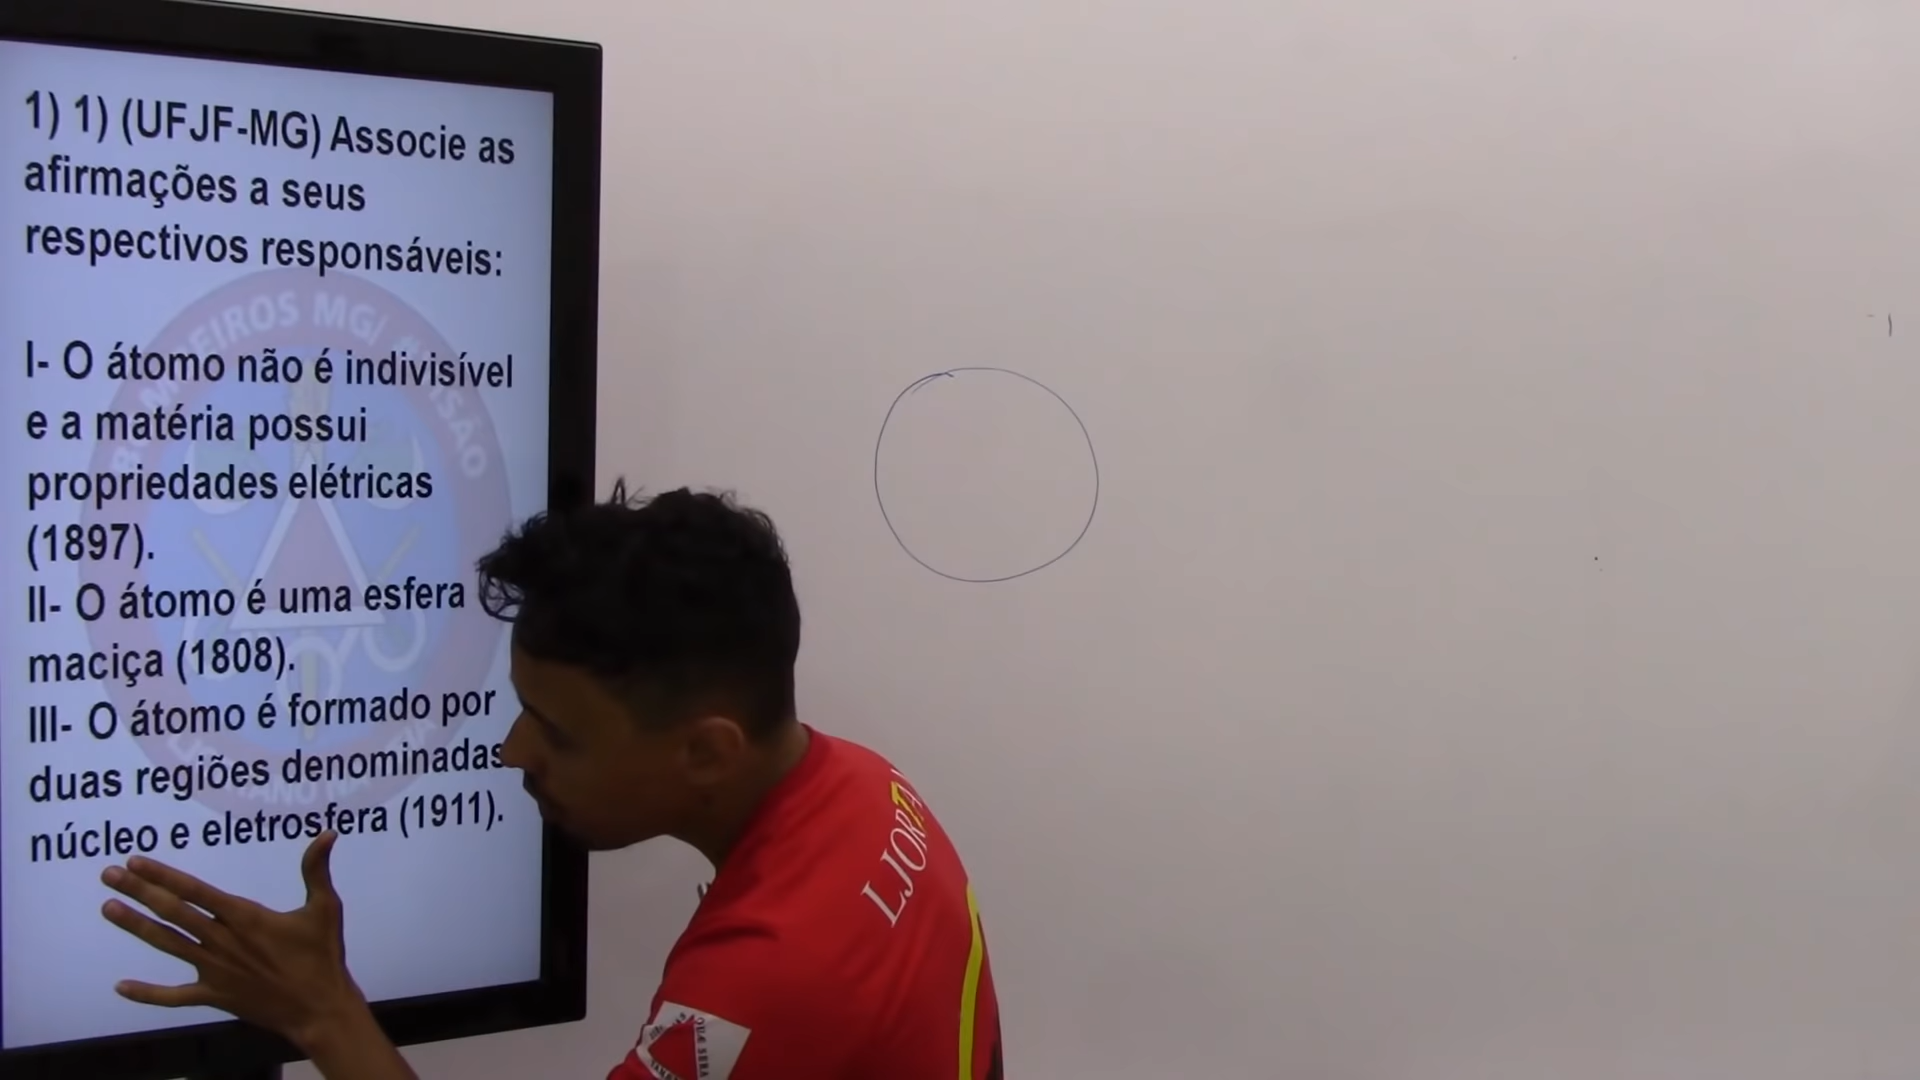 1) 1) (UFJF-MG) Associe as
afirmações a seus
respectivos responsáveis:
I- O átomo não é indivisível
e a matéria possui
propriedades elétricas
(1897).
II- O átomo é uma esfera
maciça (1808).
III- O átomo é formado por
duas regiões denominadas
núcleo e eletrosfera (1911).